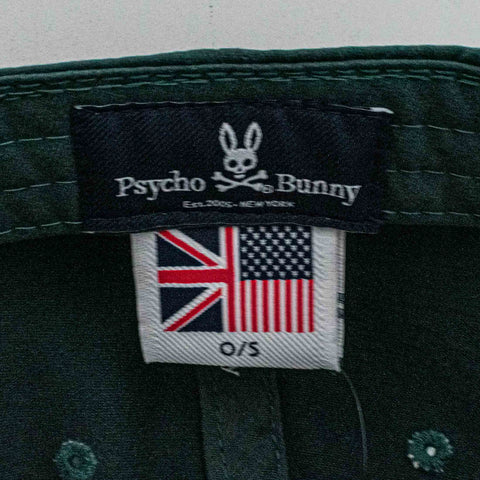 Psycho Bunny
Est. 2005 - NEW YORK
O/S